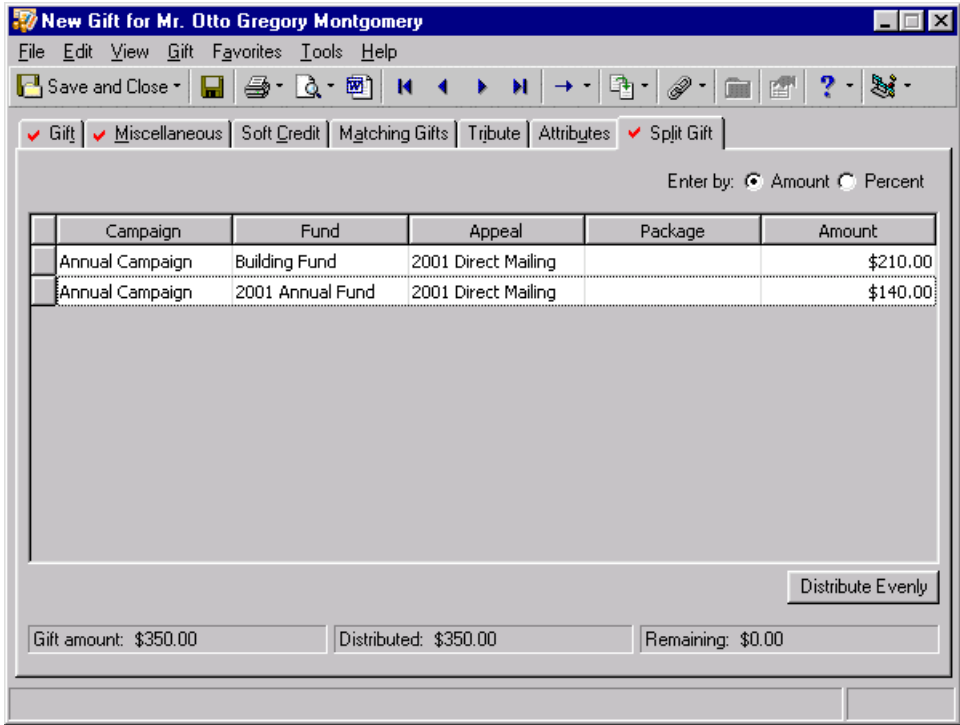 New Gift for Mr. Otto Gregory Montgomery
File Edit View Gift Favorites Tools Help
Save and Close
Gift Miscellaneous Soft Credit Matching Gifts Tribute Attributes Split Gift
Enter by: Amount Percent
Campaign Fund Appeal Package Amount
Annual Campaign Building Fund 2001 Direct Mailing $210.00
Annual Campaign 2001 Annual Fund 2001 Direct Mailing $140.00
Distribute Evenly
Gift amount: $350.00 Distributed: $350.00 Remaining: $0.00